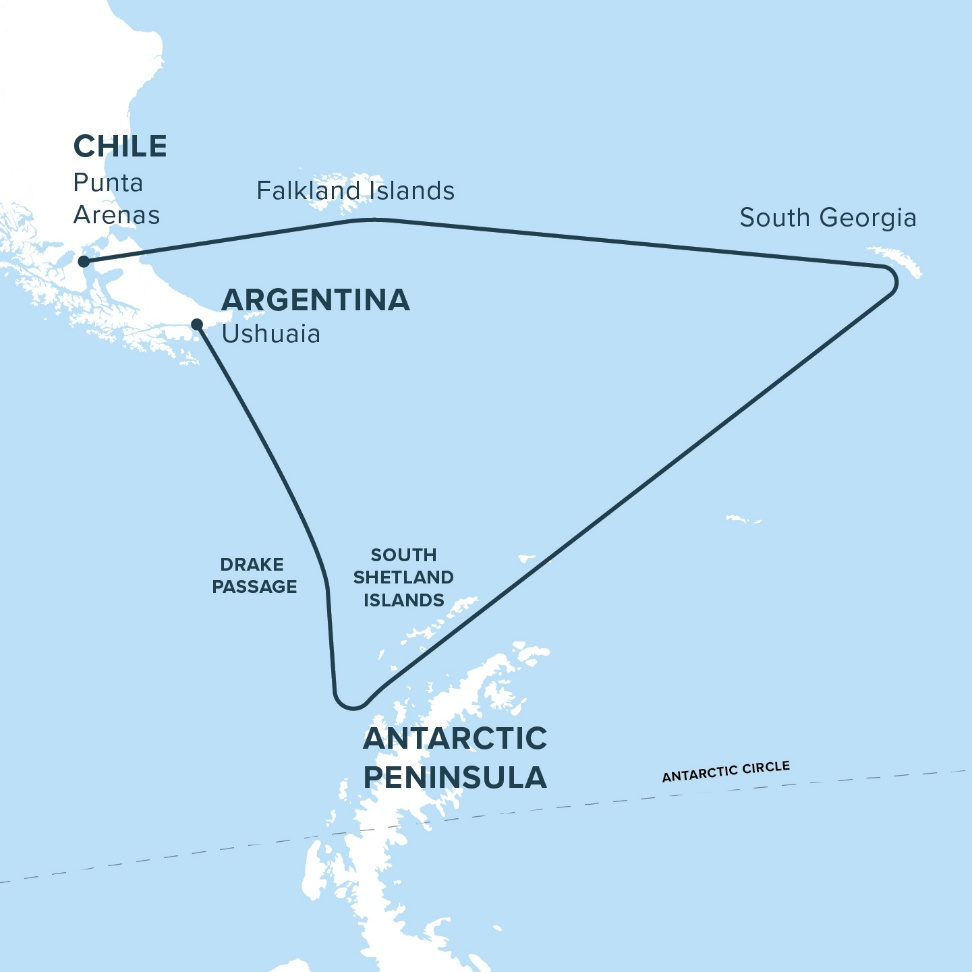 CHILE
Punta
Arenas
Falkland Islands
South Georgia
ARGENTINA
Ushuaia
DRAKE
PASSAGE
SOUTH
SHETLAND
ISLANDS
ANTARCTIC
PENINSULA
ANTARCTIC CIRCLE